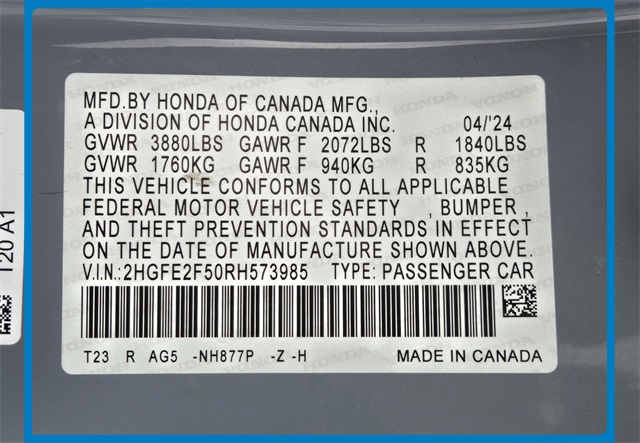 MFD.BY HONDA OF CANADA MFG.,
A DIVISION OF HONDA CANADA INC. 04/'24
GVWR 3880LBS GAWR F 2072LBS R 1840LBS
GVWR 1760KG GAWR F 940KG R 835KG
THIS VEHICLE CONFORMS TO ALL APPLICABLE
FEDERAL MOTOR VEHICLE SAFETY , BUMPER ,
AND THEFT PREVENTION STANDARDS IN EFFECT
ON THE DATE OF MANUFACTURE SHOWN ABOVE.
V.I.N.:2HGFE2F50RH573985 TYPE: PASSENGER CAR
T23 R AG5 -NH877P -Z -H MADE IN CANADA
T20 A1